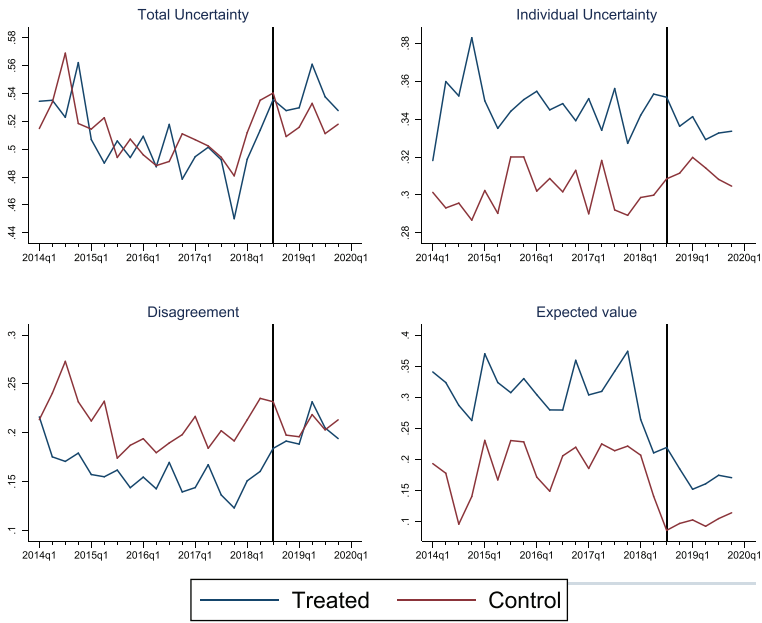 Total Uncertainty
.58
.56
.54
.52
.5
.48
.46
.44
2014q1 2015q1 2016q1 2017q1 2018q1 2019q1 2020q1
Individual Uncertainty
.38
.36
.34
.32
.3
.28
2014q1 2015q1 2016q1 2017q1 2018q1 2019q1 2020q1
Disagreement
.3
.25
.2
.15
.1
2014q1 2015q1 2016q1 2017q1 2018q1 2019q1 2020q1
Expected value
.4
.35
.3
.25
.2
.15
.1
2014q1 2015q1 2016q1 2017q1 2018q1 2019q1 2020q1
Treated Control